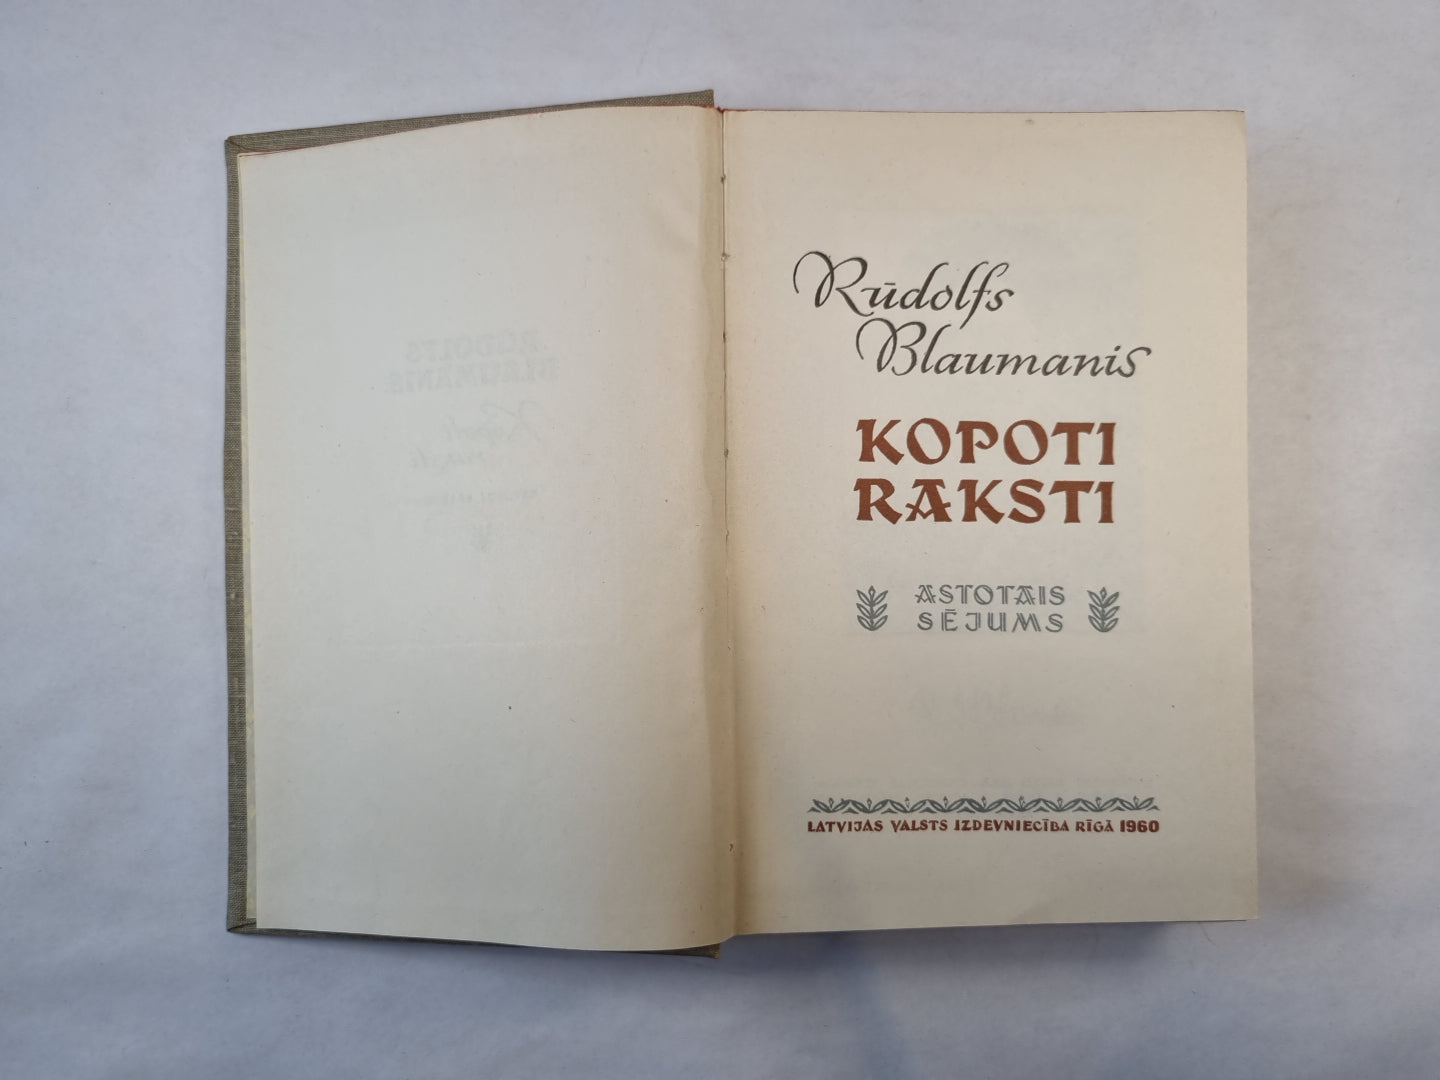 Rūdolfs
Blaumanis
KOPOTI
RAKSTI
ASTOTAIS
SĒJUMS
LATVIJAS VALSTS IZDEVNIECĪBA RĪGĀ 1960